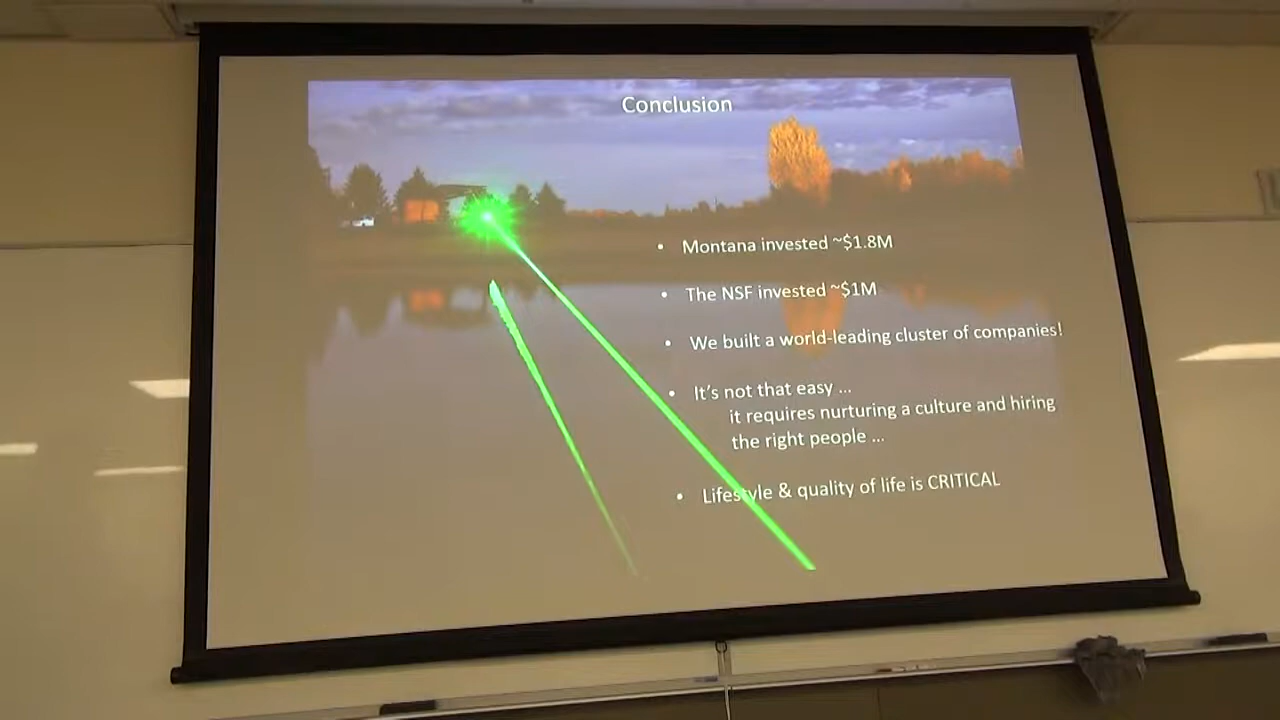 Conclusion
• Montana invested ~$1.8M
• The NSF invested ~$1M
• We built a world-leading cluster of companies!
• It's not that easy ...
it requires nurturing a culture and hiring
the right people ...
• Lifestyle & quality of life is CRITICAL